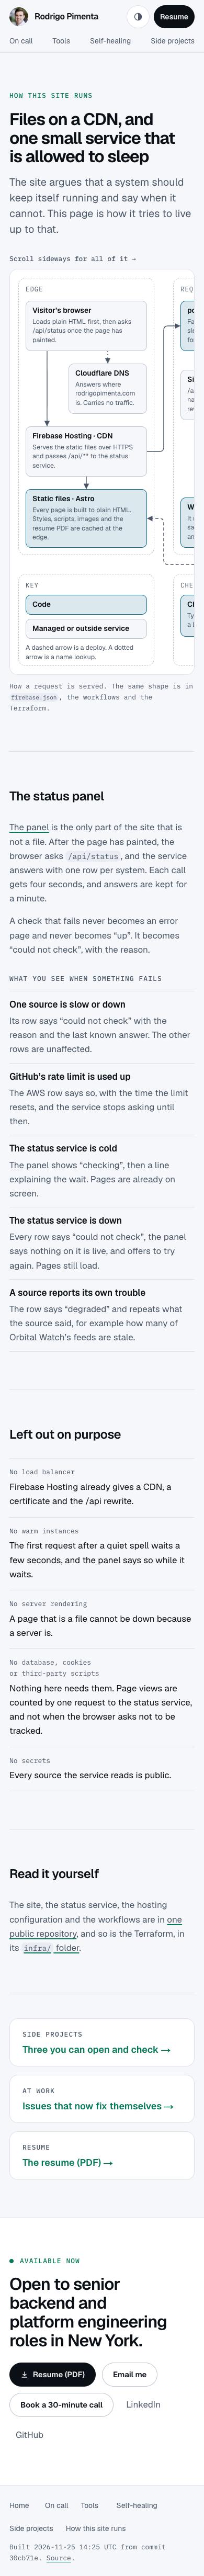 Rodrigo Pimenta
Resume
On call Tools Self-healing Side projects
HOW THIS SITE RUNS
Files on a CDN, and
one small service that
is allowed to sleep
The site argues that a system should
keep itself running and say when it
cannot. This page is how it tries to live
up to that.
Scroll sideways for all of it →
EDGE
Visitor's browser
Loads plain HTML first, then asks
/api/status once the page has
painted.
Cloudflare DNS
Answers where
rodrigopimenta.com
is. Carries no traffic.
Firebase Hosting · CDN
Serves the static files over HTTPS
and passes /api/** to the status
service.
Static files · Astro
Every page is built to plain HTML.
Styles, scripts, images and the
resume PDF are cached at the
edge.
KEY
Code
Managed or outside service
A dashed arrow is a deploy. A dotted
arrow is a name lookup.
How a request is served. The same shape is in
firebase.json, the workflows and the
Terraform.
The status panel
The panel is the only part of the site that is
not a file. After the page has painted, the
browser asks /api/status, and the service
answers with one row per system. Each call
gets four seconds, and answers are kept for
a minute.
A check that fails never becomes an error
page and never becomes “up”. It becomes
“could not check”, with the reason.
WHAT YOU SEE WHEN SOMETHING FAILS
One source is slow or down
Its row says “could not check” with the
reason and the last known answer. The other
rows are unaffected.
GitHub’s rate limit is used up
The AWS row says so, with the time the limit
resets, and the service stops asking until
then.
The status service is cold
The panel shows “checking”, then a line
explaining the wait. Pages are already on
screen.
The status service is down
Every row says “could not check”, the panel
says nothing on it is live, and offers to try
again. Pages still load.
A source reports its own trouble
The row says “degraded” and repeats what
the source said, for example how many of
Orbital Watch’s feeds are stale.
Left out on purpose
No load balancer
Firebase Hosting already gives a CDN, a
certificate and the /api rewrite.
No warm instances
The first request after a quiet spell waits a
few seconds, and the panel says so while it
waits.
No server rendering
A page that is a file cannot be down because
a server is.
No database, cookies
or third-party scripts
Nothing here needs them. Page views are
counted by one request to the status service,
and not when the browser asks not to be
tracked.
No secrets
Every source the service reads is public.
Read it yourself
The site, the status service, the hosting
configuration and the workflows are in one
public repository, and so is the Terraform, in
its infra/ folder.
SIDE PROJECTS
Three you can open and check →
AT WORK
Issues that now fix themselves →
RESUME
The resume (PDF) →
AVAILABLE NOW
Open to senior
backend and
platform engineering
roles in New York.
Resume (PDF) Email me
Book a 30-minute call LinkedIn
GitHub
Home On call Tools Self-healing
Side projects How this site runs
Built 2026-11-25 14:25 UTC from commit
30cb71e. Source.